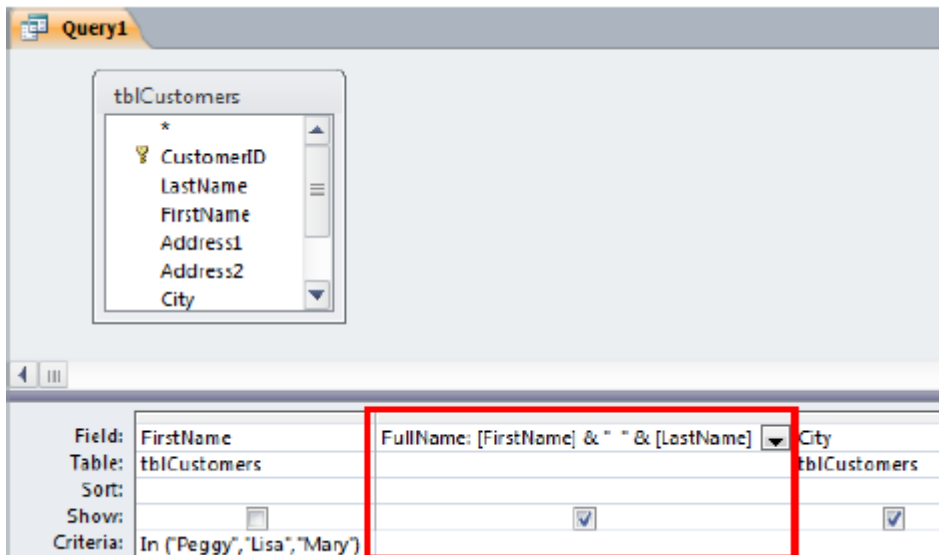 Query1
tblCustomers
*
CustomerID
LastName
FirstName
Address1
Address2
City
Field: FirstName FullName: [FirstName] & " " & [LastName] City
Table: tblCustomers tblCustomers
Sort:
Show:
Criteria: In ("Peggy","Lisa","Mary")